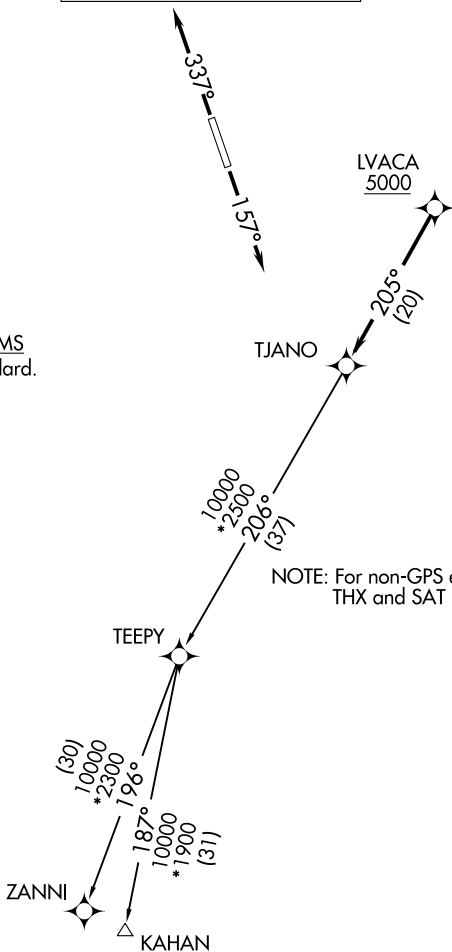 337°
157°
LVACA
5000
205°
(20)
TJANO
10000
*2500
206°
(37)
NOTE: For non-GPS
THX and SAT
TEEPY
(30)
10000
*2300
196°
187°
10000
*1900
(31)
ZANNI
KAHAN